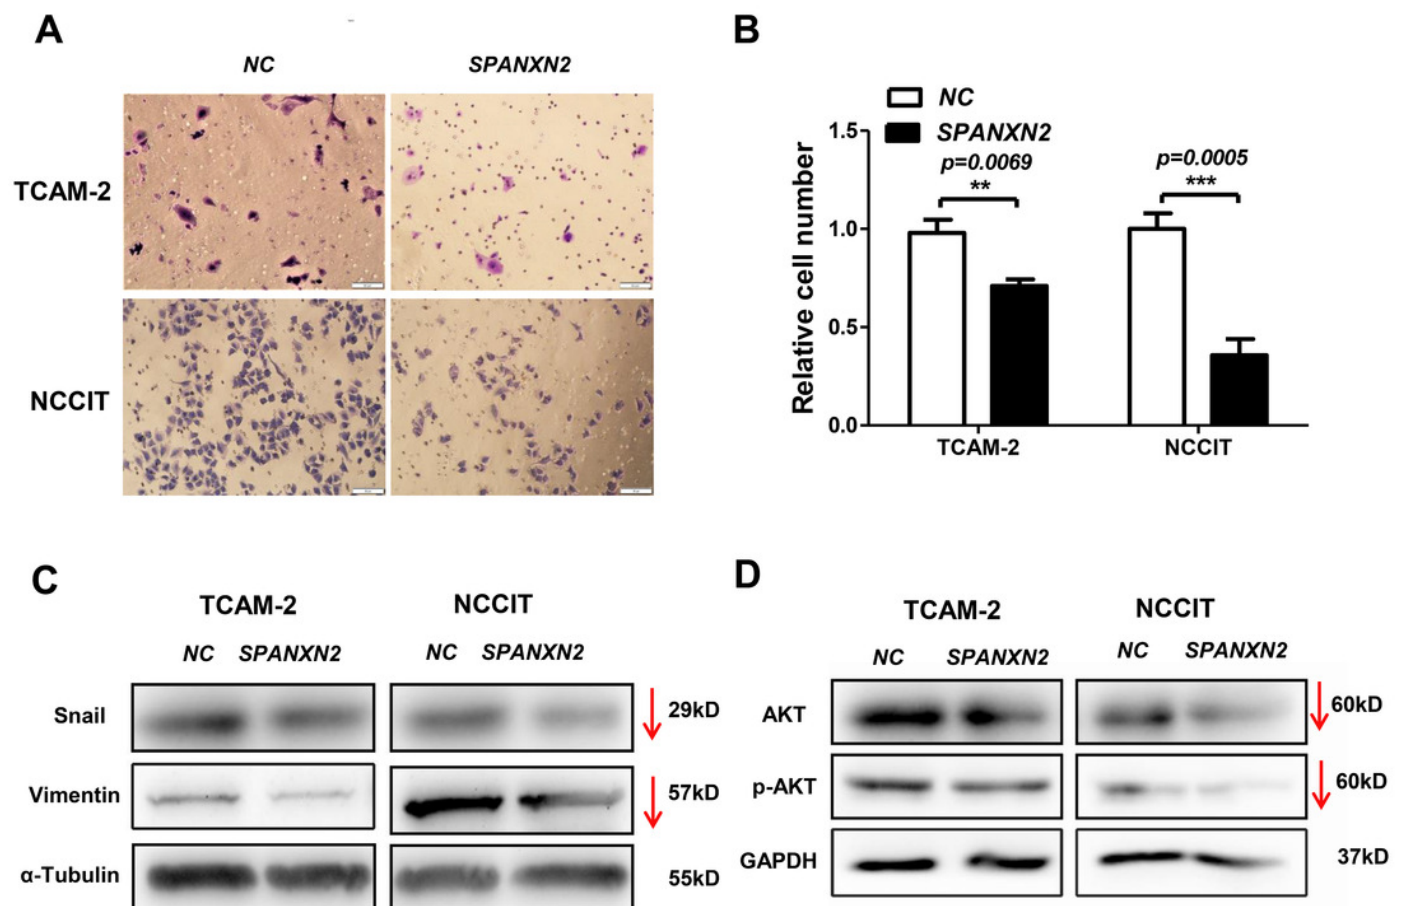 A
NC SPANXN2
TCAM-2
NCCIT
B
NC
SPANXN2
p=0.0069
**
p=0.0005
***
Relative cell number
1.5
1.0
0.5
0.0
TCAM-2 NCCIT
C
TCAM-2 NCCIT
NC SPANXN2 NC SPANXN2
Snail 29kD
Vimentin 57kD
α-Tubulin 55kD
D
TCAM-2 NCCIT
NC SPANXN2 NC SPANXN2
AKT 60kD
p-AKT 60kD
GAPDH 37kD